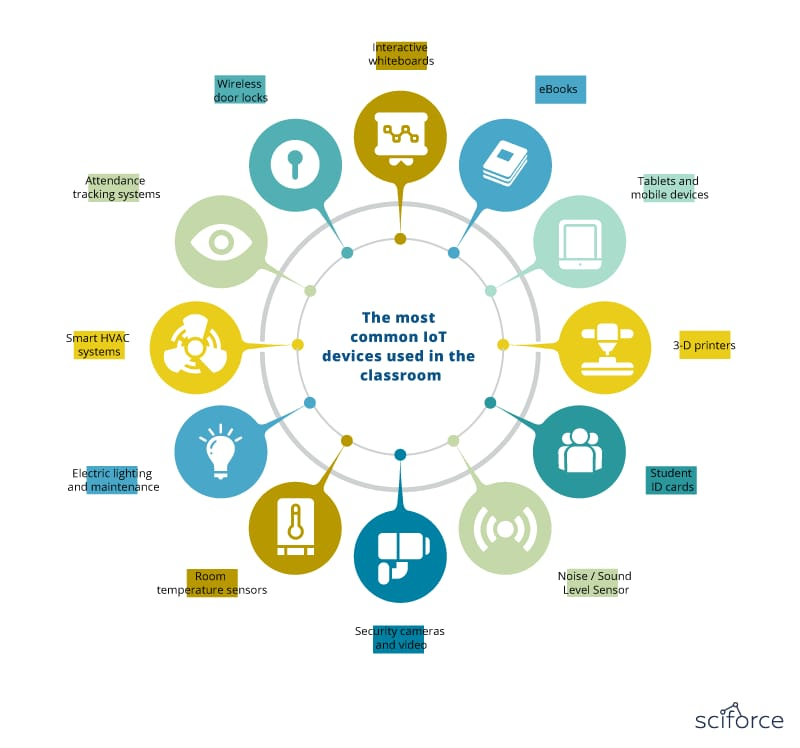 Interactive
whiteboards
Wireless
door locks
eBooks
Attendance
tracking systems
Tablets and
mobile devices
The most
common IoT
devices used in the
classroom
Smart HVAC
systems
3-D printers
Electric lighting
and maintenance
Student
ID cards
Room
temperature sensors
Noise / Sound
Level Sensor
Security cameras
and video
sciforce